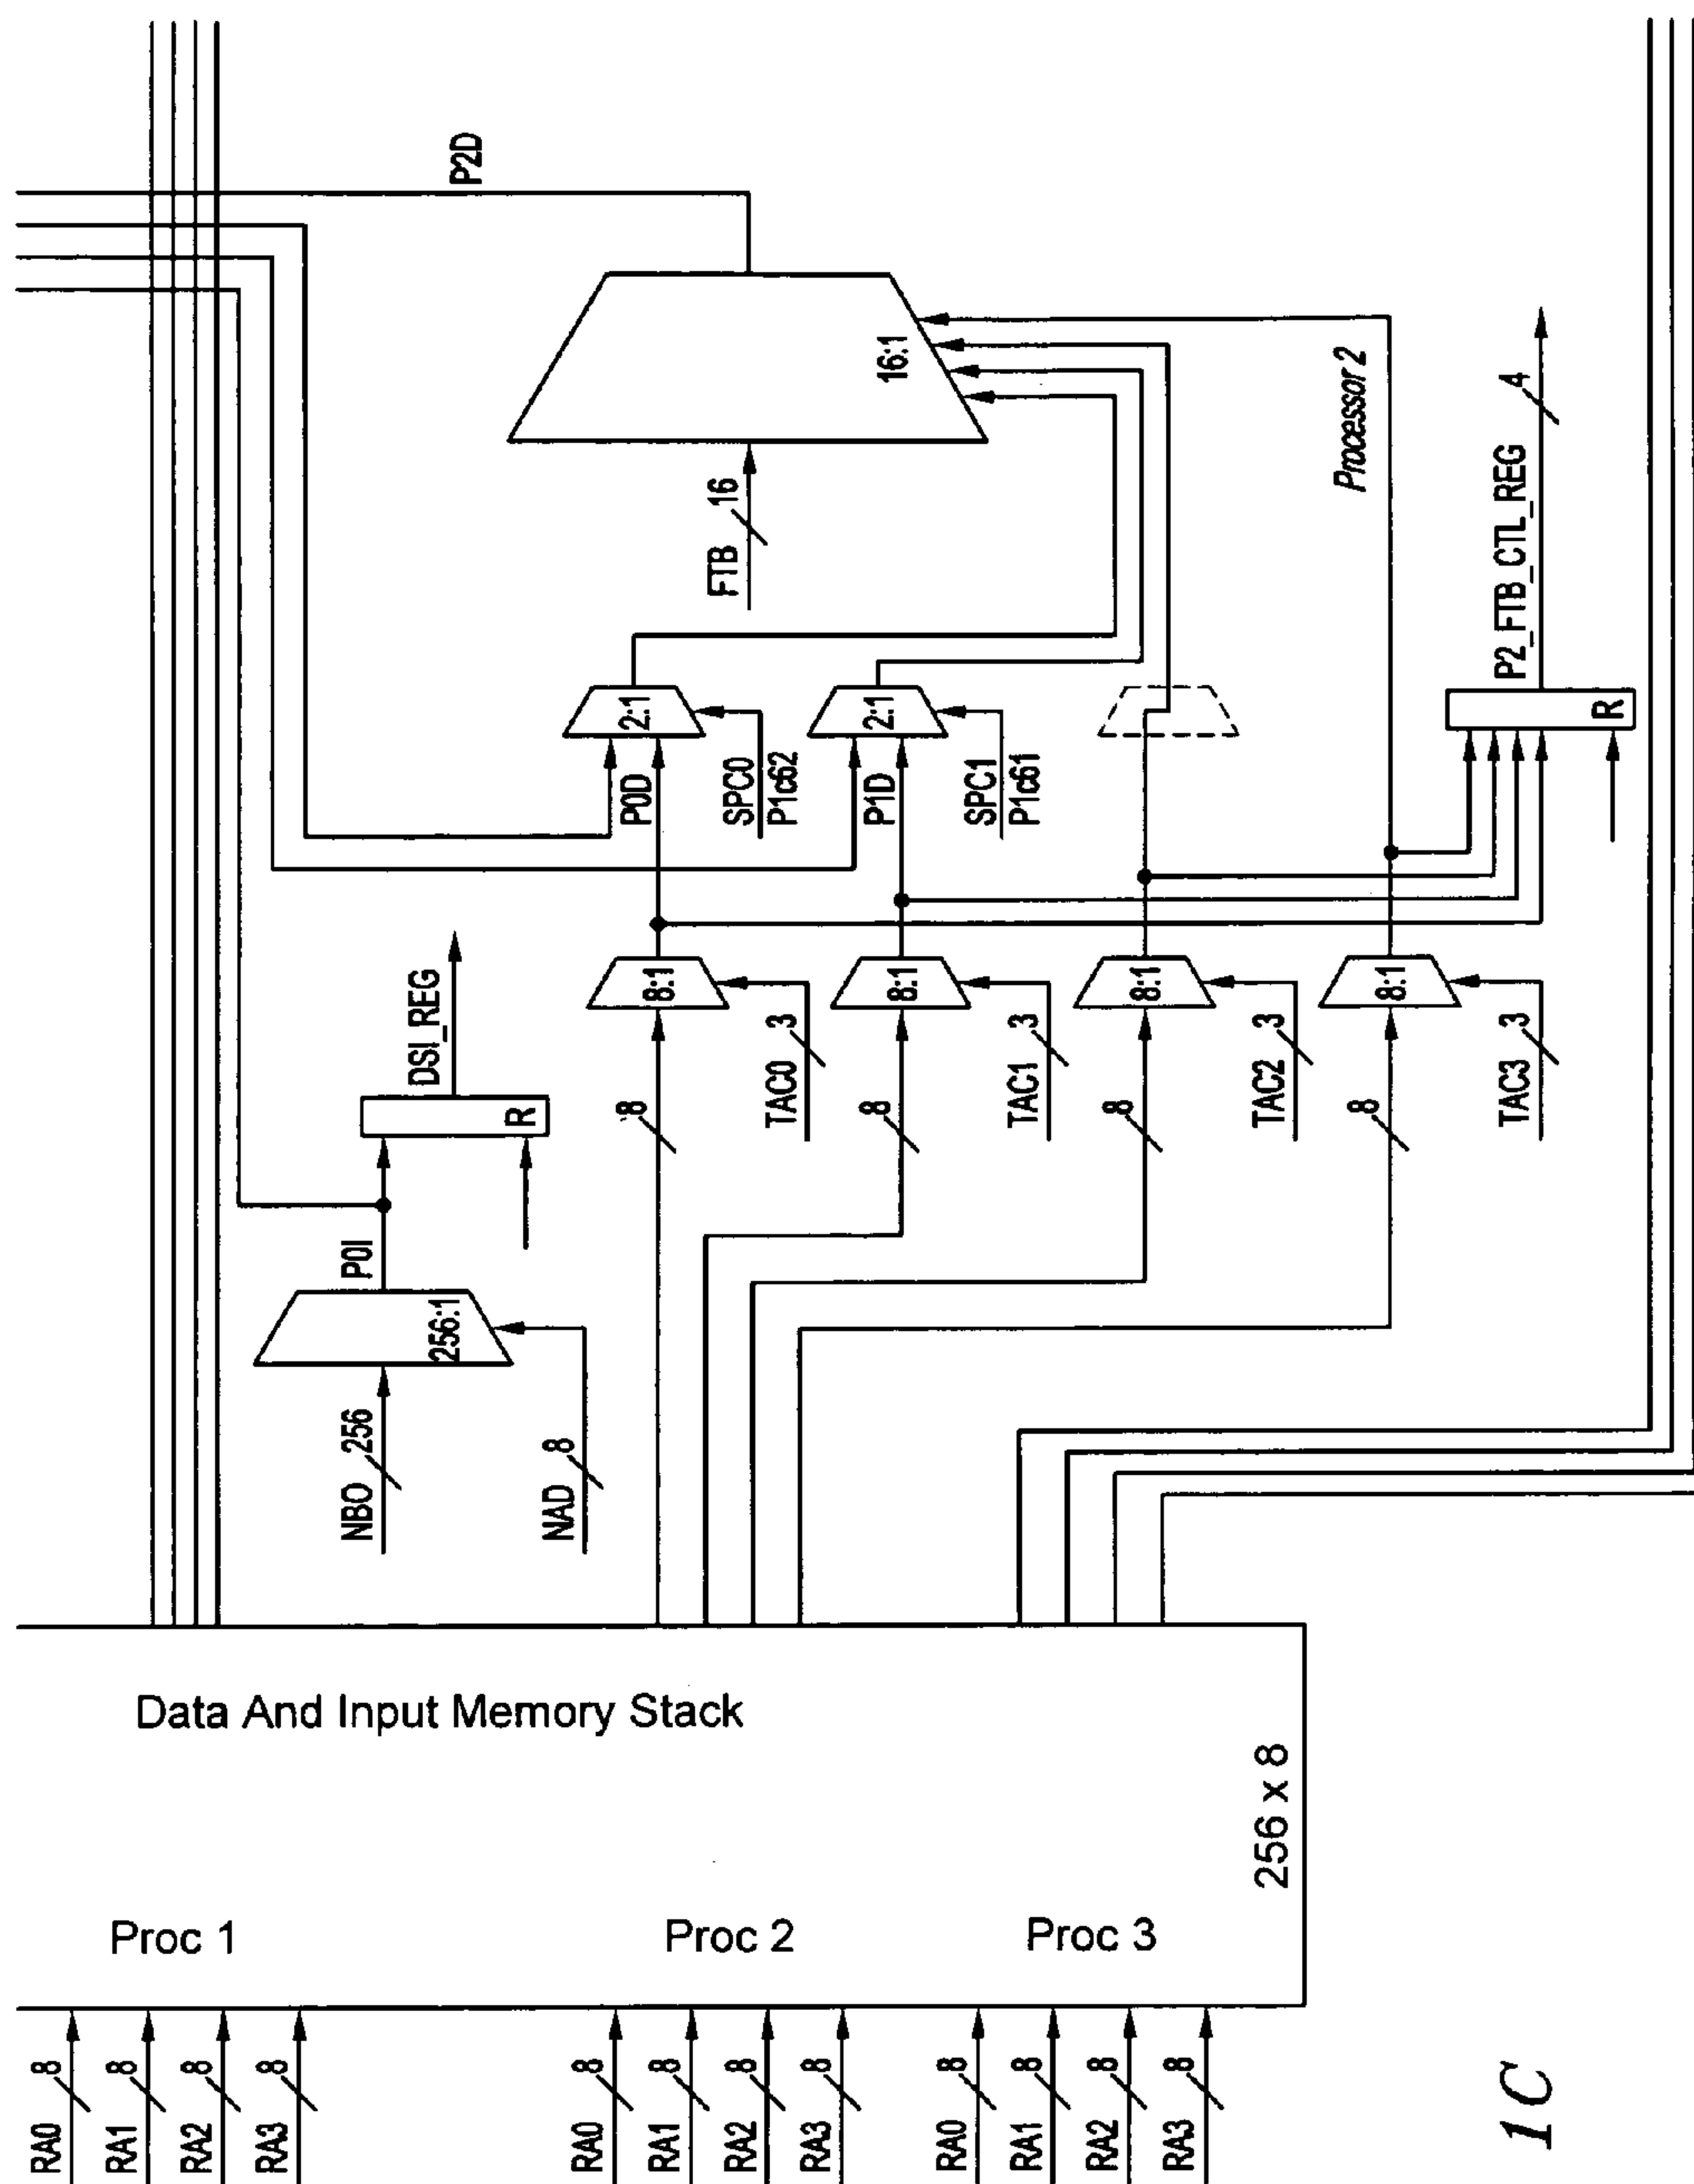 P2D
16:1
FTB 16
Processor 2
P2_FTB_CTL_REG 4
R
2:1
P0D
SPC0
P1c62
2:1
P1D
SPC1
P1c61
DSI_REG
R
8:1
TAC0 3
8:1
TAC1 3
8:1
TAC2 3
8:1
TAC3 3
8
8
8
8
P0I
256:1
NBO 256
NAD 8
Data And Input Memory Stack
256 x 8
Proc 1
Proc 2
Proc 3
RA0 8
RA1 8
RA2 8
RA3 8
RA0 8
RA1 8
RA2 8
RA3 8
RA0 8
RA1 8
RA2 8
RA3 8
1C